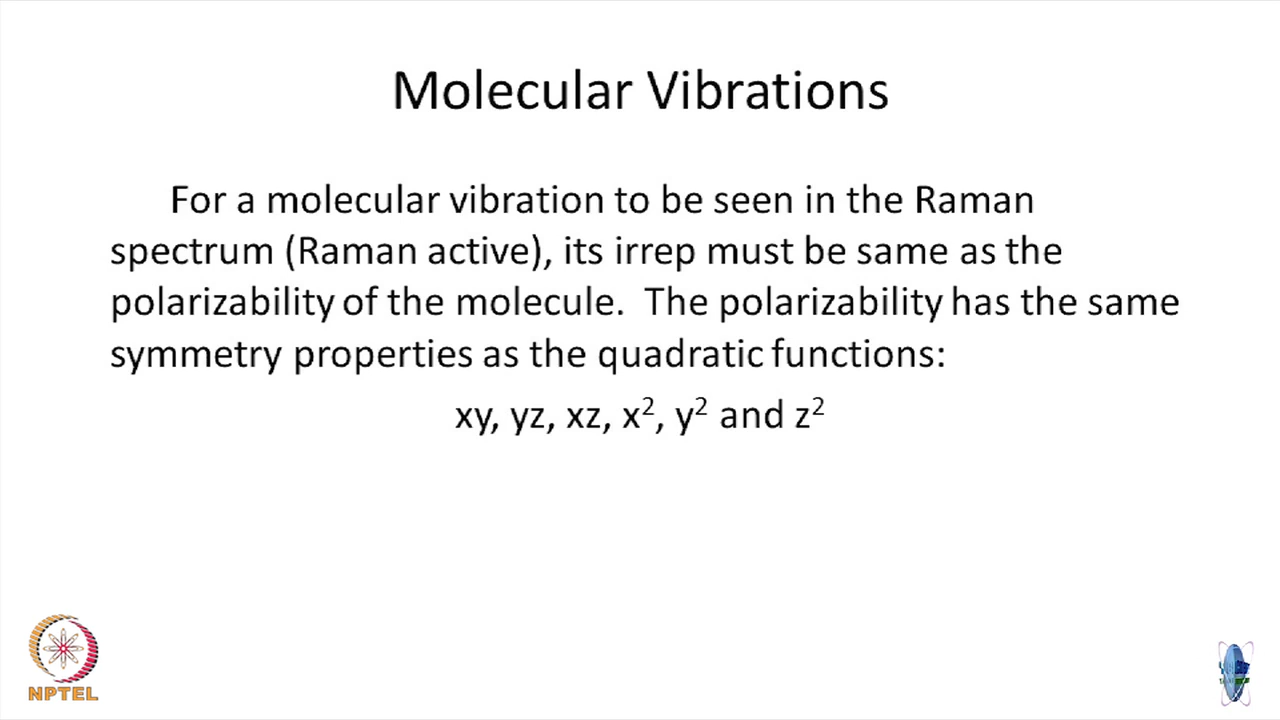 Molecular Vibrations
For a molecular vibration to be seen in the Raman
spectrum (Raman active), its irrep must be same as the
polarizability of the molecule. The polarizability has the same
symmetry properties as the quadratic functions:
xy, yz, xz, x², y² and z²
NPTEL